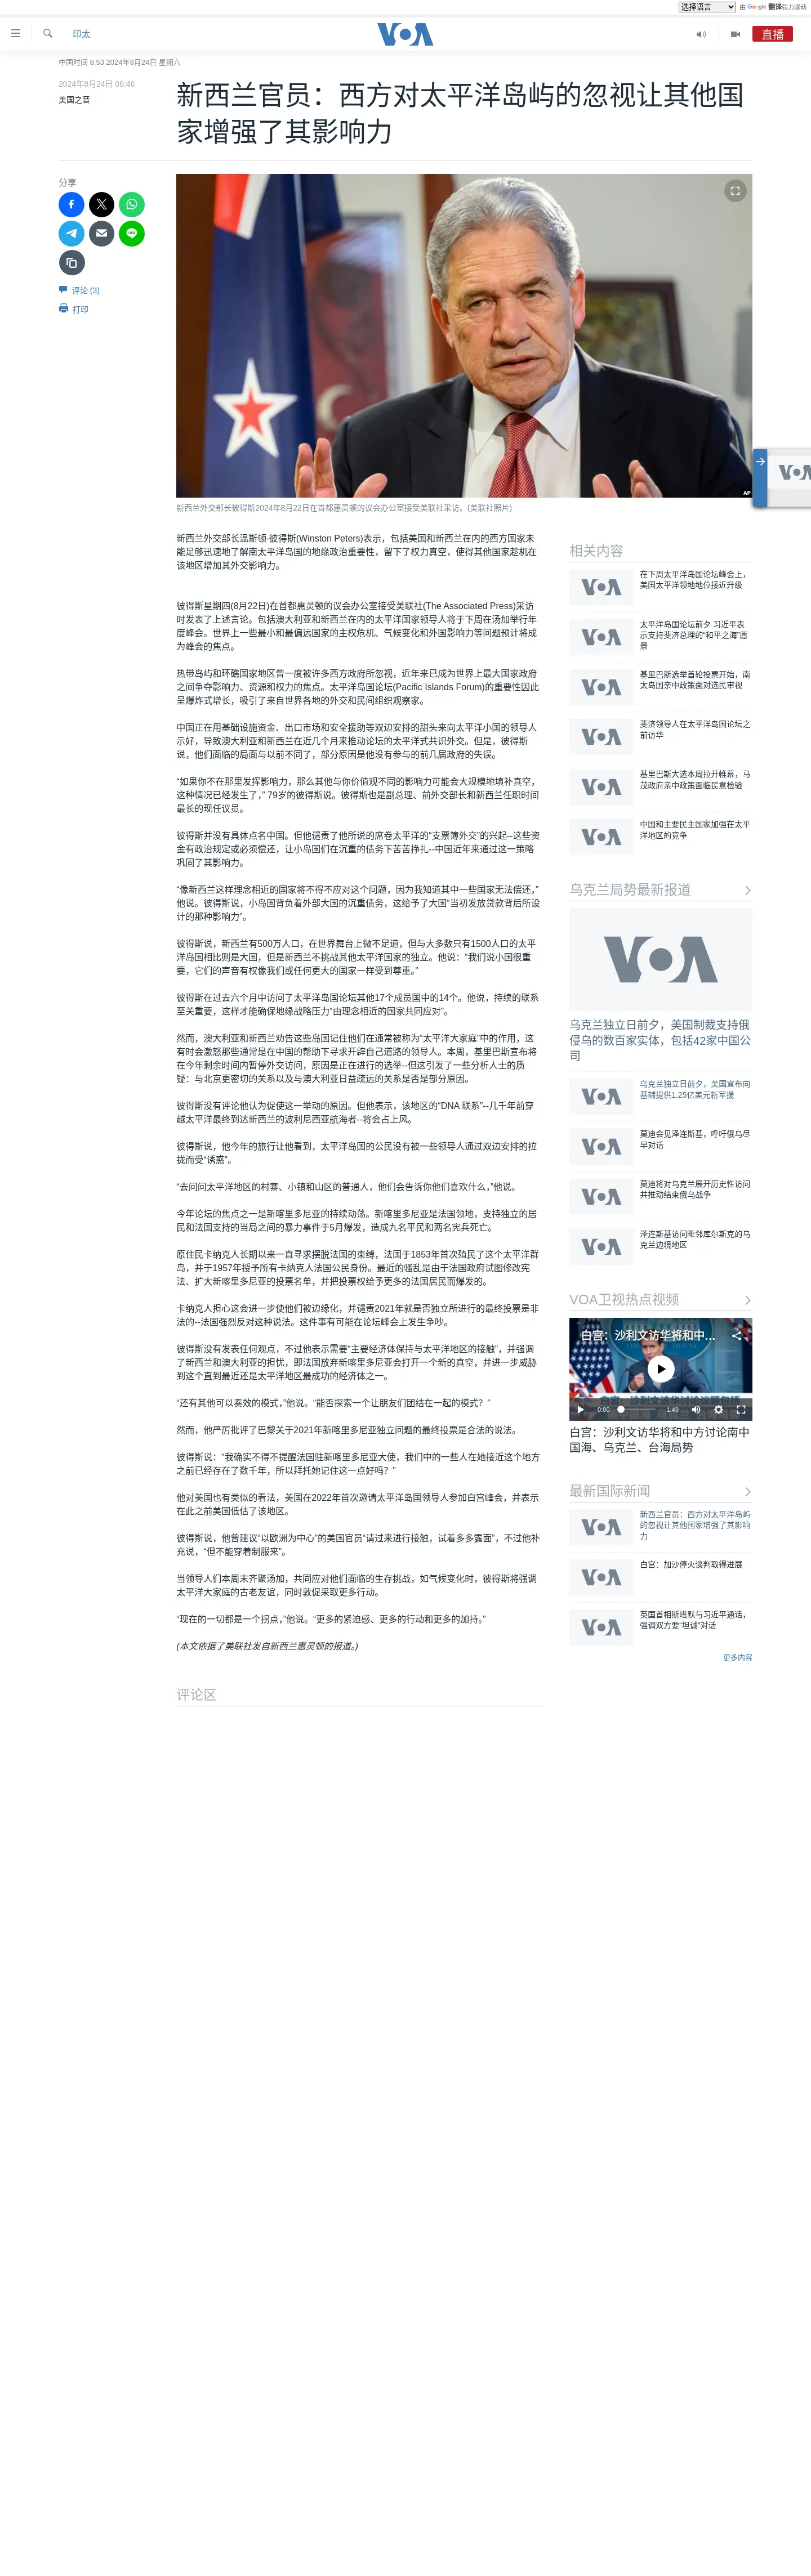 选择语言 由 Google 翻译强力驱动
印太
VOA
直播
中国时间 8:53 2024年8月24日 星期六
2024年8月24日 06:46
美国之音
新西兰官员：西方对太平洋岛屿的忽视让其他国
家增强了其影响力
分享
LINE
评论 (3)
打印
AP
VOA
新西兰外交部长彼得斯2024年8月22日在首都惠灵顿的议会办公室接受美联社采访。(美联社照片)
新西兰外交部长温斯顿·彼得斯(Winston Peters)表示，包括美国和新西兰在内的西方国家未
能足够迅速地了解南太平洋岛国的地缘政治重要性，留下了权力真空，使得其他国家趁机在
该地区增加其外交影响力。
彼得斯星期四(8月22日)在首都惠灵顿的议会办公室接受美联社(The Associated Press)采访
时发表了上述言论。包括澳大利亚和新西兰在内的太平洋国家领导人将于下周在汤加举行年
度峰会。世界上一些最小和最偏远国家的主权危机、气候变化和外国影响力等问题预计将成
为峰会的焦点。
热带岛屿和环礁国家地区曾一度被许多西方政府所忽视，近年来已成为世界上最大国家政府
之间争夺影响力、资源和权力的焦点。太平洋岛国论坛(Pacific Islands Forum)的重要性因此
呈爆炸式增长，吸引了来自世界各地的外交和民间组织观察家。
中国正在用基础设施资金、出口市场和安全援助等双边安排的甜头来向太平洋小国的领导人
示好，导致澳大利亚和新西兰在近几个月来推动论坛的太平洋式共识外交。但是，彼得斯
说，他们面临的局面与以前不同了，部分原因是他没有参与的前几届政府的失误。
“如果你不在那里发挥影响力，那么其他与你价值观不同的影响力可能会大规模地填补真空，
这种情况已经发生了，” 79岁的彼得斯说。彼得斯也是副总理、前外交部长和新西兰任职时间
最长的现任议员。
彼得斯并没有具体点名中国。但他谴责了他所说的席卷太平洋的“支票簿外交”的兴起--这些资
金有政治规定或必须偿还，让小岛国们在沉重的债务下苦苦挣扎--中国近年来通过这一策略
巩固了其影响力。
“像新西兰这样理念相近的国家将不得不应对这个问题，因为我知道其中一些国家无法偿还，”
他说。彼得斯说，小岛国背负着外部大国的沉重债务，这给予了大国“当初发放贷款背后所设
计的那种影响力”。
彼得斯说，新西兰有500万人口，在世界舞台上微不足道，但与大多数只有1500人口的太平
洋岛国相比则是大国，但是新西兰不挑战其他太平洋国家的独立。他说：“我们说小国很重
要，它们的声音有权像我们或任何更大的国家一样受到尊重。”
彼得斯在过去六个月中访问了太平洋岛国论坛其他17个成员国中的14个。他说，持续的联系
至关重要，这样才能确保地缘战略压力“由理念相近的国家共同应对”。
然而，澳大利亚和新西兰劝告这些岛国记住他们在通常被称为“太平洋大家庭”中的作用，这
有时会激怒那些通常是在中国的帮助下寻求开辟自己道路的领导人。本周，基里巴斯宣布将
在今年剩余时间内暂停外交访问，原因是正在进行的选举--但这引发了一些分析人士的质
疑：与北京更密切的关系以及与澳大利亚日益疏远的关系是否是部分原因。
彼得斯没有评论他认为促使这一举动的原因。但他表示，该地区的“DNA 联系”--几千年前穿
越太平洋最终到达新西兰的波利尼西亚航海者--将会占上风。
彼得斯说，他今年的旅行让他看到，太平洋岛国的公民没有被一些领导人通过双边安排的拉
拢而受“诱惑”。
“去问问太平洋地区的村寨、小镇和山区的普通人，他们会告诉你他们喜欢什么，”他说。
今年论坛的焦点之一是新喀里多尼亚的持续动荡。新喀里多尼亚是法国领地，支持独立的居
民和法国支持的当局之间的暴力事件于5月爆发，造成九名平民和两名宪兵死亡。
原住民卡纳克人长期以来一直寻求摆脱法国的束缚，法国于1853年首次殖民了这个太平洋群
岛，并于1957年授予所有卡纳克人法国公民身份。最近的骚乱是由于法国政府试图修改宪
法、扩大新喀里多尼亚的投票名单，并把投票权给予更多的法国居民而爆发的。
卡纳克人担心这会进一步使他们被边缘化，并谴责2021年就是否独立所进行的最终投票是非
法的--法国强烈反对这种说法。这件事有可能在论坛峰会上发生争吵。
彼得斯没有发表任何观点，不过他表示需要“主要经济体保持与太平洋地区的接触”，并强调
了新西兰和澳大利亚的担忧，即法国放弃新喀里多尼亚会打开一个新的真空，并进一步威胁
到这个直到最近还是太平洋地区最成功的经济体之一。
“还有其他可以奏效的模式，”他说。“能否探索一个让朋友们团结在一起的模式？”
然而，他严厉批评了巴黎关于2021年新喀里多尼亚独立问题的最终投票是合法的说法。
彼得斯说：“我确实不得不提醒法国驻新喀里多尼亚大使，我们中的一些人在她接近这个地方
之前已经存在了数千年，所以拜托她记住这一点好吗？”
他对美国也有类似的看法，美国在2022年首次邀请太平洋岛国领导人参加白宫峰会，并表示
在此之前美国低估了该地区。
彼得斯说，他曾建议“以欧洲为中心”的美国官员“请过来进行接触，试着多多露面”，不过他补
充说，“但不能穿着制服来”。
当领导人们本周末齐聚汤加，共同应对他们面临的生存挑战，如气候变化时，彼得斯将强调
太平洋大家庭的古老友谊，同时敦促采取更多行动。
“现在的一切都是一个拐点，”他说。“更多的紧迫感、更多的行动和更多的加持。”
(本文依据了美联社发自新西兰惠灵顿的报道。)
评论区
相关内容
VOA
在下周太平洋岛国论坛峰会上，
美国太平洋领地地位接近升级
VOA
太平洋岛国论坛前夕 习近平表
示支持斐济总理的“和平之海”愿
景
VOA
基里巴斯选举首轮投票开始，南
太岛国亲中政策面对选民审视
VOA
斐济领导人在太平洋岛国论坛之
前访华
VOA
基里巴斯大选本周拉开帷幕，马
茂政府亲中政策面临民意检验
VOA
中国和主要民主国家加强在太平
洋地区的竞争
乌克兰局势最新报道
VOA
乌克兰独立日前夕，美国制裁支持俄
侵乌的数百家实体，包括42家中国公
司
VOA
乌克兰独立日前夕，美国宣布向
基辅提供1.25亿美元新军援
VOA
莫迪会见泽连斯基，呼吁俄乌尽
早对话
VOA
莫迪将对乌克兰展开历史性访问
并推动结束俄乌战争
VOA
泽连斯基访问毗邻库尔斯克的乌
克兰边境地区
VOA卫视热点视频
白宫：沙利文访华将和中...
0:00 1:49
白宫：沙利文访华将和中方讨论南中
国海、乌克兰、台海局势
最新国际新闻
VOA
新西兰官员：西方对太平洋岛屿
的忽视让其他国家增强了其影响
力
VOA
白宫：加沙停火谈判取得进展
VOA
英国首相斯塔默与习近平通话，
强调双方要“坦诚”对话
更多内容